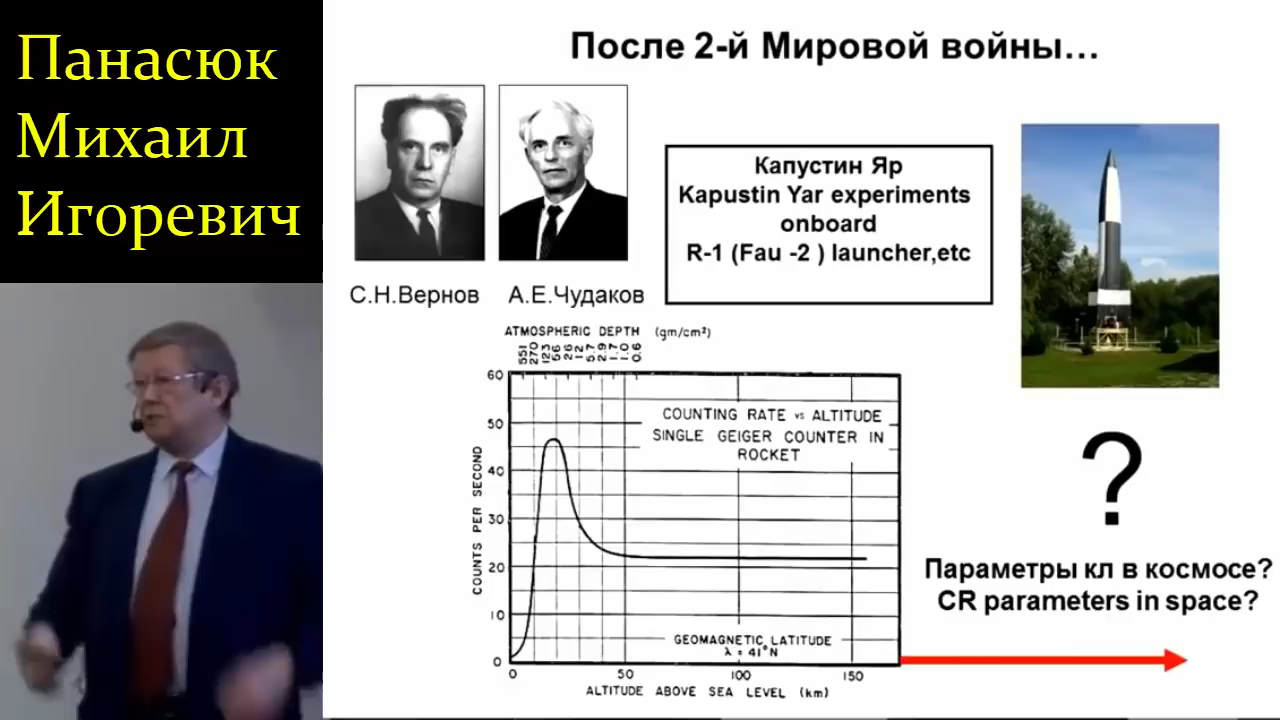 Панасюк
Михаил
Игоревич
После 2-й Мировой войны...
С.Н.Вернов
А.Е.Чудаков
Капустин Яр
Kapustin Yar experiments
onboard
R-1 (Fau -2 ) launcher,etc
ATMOSPHERIC DEPTH (gm/cm²)
551 270 123 56 26 12 5.7 2.9 1.7 1.0 0.6
60
50
40
30
20
10
0
COUNTS PER SECOND
COUNTING RATE vs ALTITUDE
SINGLE GEIGER COUNTER IN
ROCKET
GEOMAGNETIC LATITUDE
λ = 41°N
0 50 100 150
ALTITUDE ABOVE SEA LEVEL (km)
?
Параметры кл в космосе?
CR parameters in space?